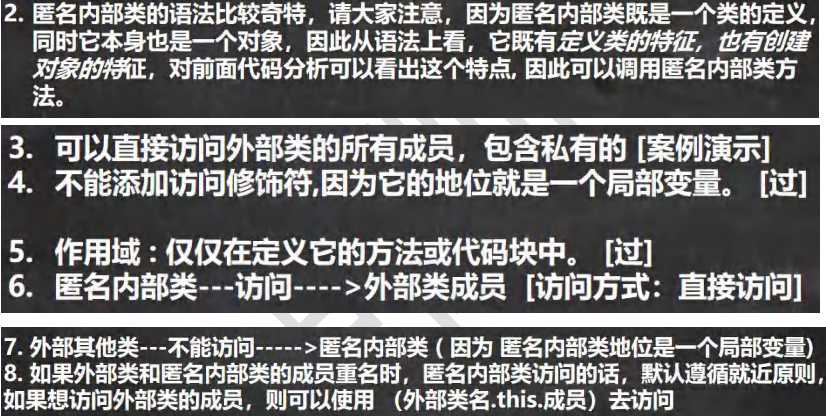 2. 匿名内部类的语法比较奇特，请大家注意，因为匿名内部类既是一个类的定义，
同时它本身也是一个对象，因此从语法上看，它既有定义类的特征，也有创建
对象的特征，对前面代码分析可以看出这个特点, 因此可以调用匿名内部类方
法。
3. 可以直接访问外部类的所有成员，包含私有的 [案例演示]
4. 不能添加访问修饰符,因为它的地位就是一个局部变量。 [过]
5. 作用域 : 仅仅在定义它的方法或代码块中。 [过]
6. 匿名内部类---访问---->外部类成员 [访问方式：直接访问]
7. 外部其他类---不能访问----->匿名内部类 ( 因为 匿名内部类地位是一个局部变量)
8. 如果外部类和匿名内部类的成员重名时，匿名内部类访问的话，默认遵循就近原则，
如果想访问外部类的成员，则可以使用 （外部类名.this.成员）去访问